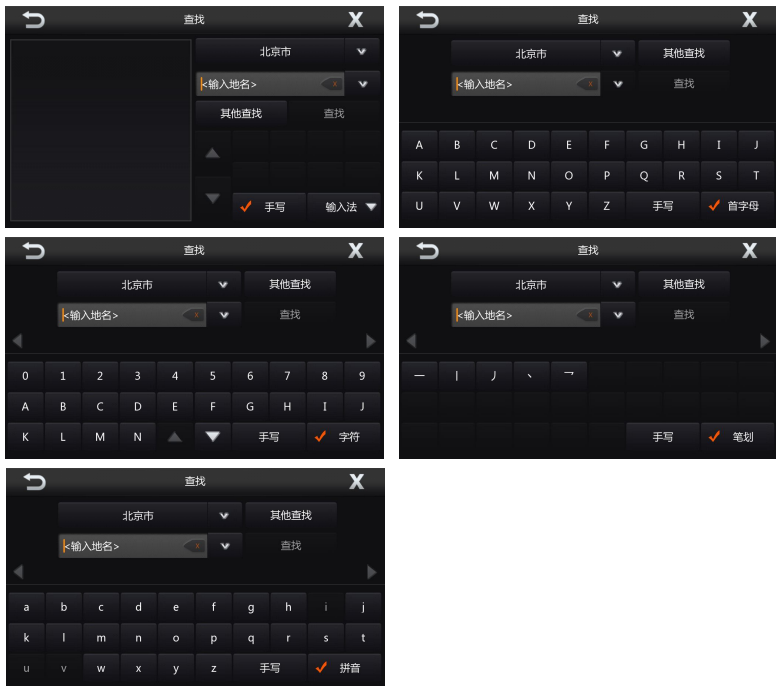 查找 X
北京市
<输入地名> x
其他查找 查找
手写 输入法
查找 X
北京市 其他查找
<输入地名> x 查找
A B C D E F G H I J
K L M N O P Q R S T
U V W X Y Z 手写 首字母
查找 X
北京市 其他查找
<输入地名> x 查找
0 1 2 3 4 5 6 7 8 9
A B C D E F G H I J
K L M N 手写 字符
查找 X
北京市 其他查找
<输入地名> x 查找
一 丨 丿 丶 乛
手写 笔划
查找 X
北京市 其他查找
<输入地名> x 查找
a b c d e f g h i j
k l m n o p q r s t
u v w x y z 手写 拼音